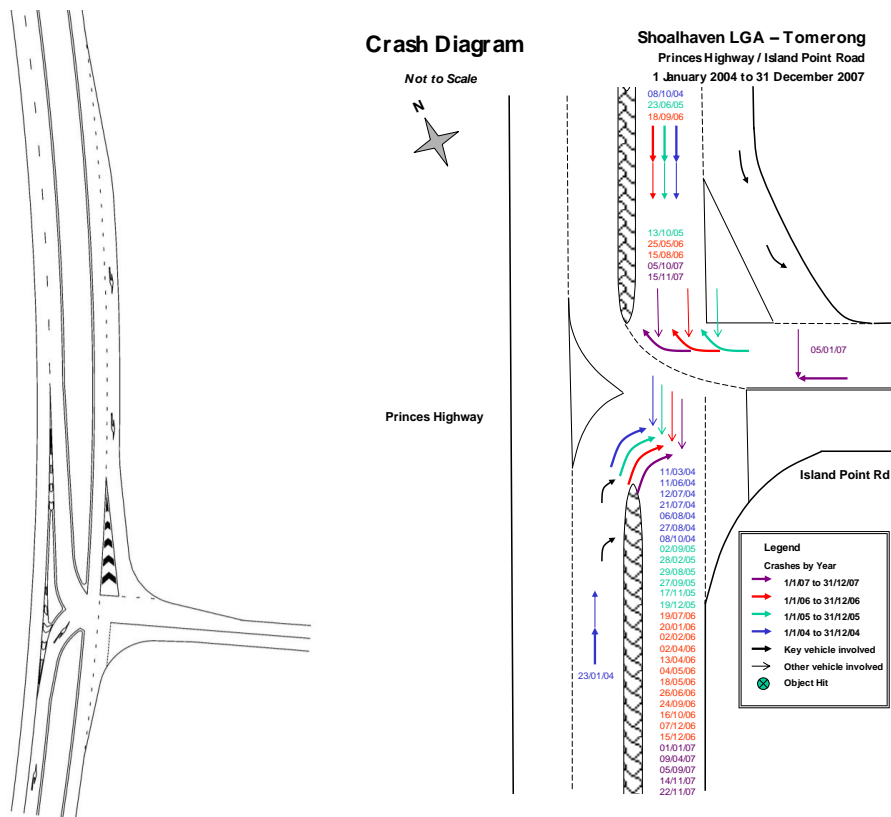 Crash Diagram
Not to Scale
N
Shoalhaven LGA – Tomerong
Princes Highway / Island Point Road
1 January 2004 to 31 December 2007
08/10/04
23/06/05
18/09/06
13/10/05
25/05/06
15/08/06
05/10/07
15/11/07
05/01/07
Princes Highway
Island Point Rd
11/03/04
11/06/04
12/07/04
21/07/04
06/08/04
27/08/04
08/10/04
02/09/05
28/02/05
29/08/05
27/09/05
17/11/05
19/12/05
19/07/06
20/01/06
02/02/06
02/04/06
13/04/06
04/05/06
18/05/06
26/06/06
24/09/06
16/10/06
07/12/06
15/12/06
01/01/07
09/04/07
05/09/07
14/11/07
22/11/07
23/01/04
Legend
Crashes by Year
1/1/07 to 31/12/07
1/1/06 to 31/12/06
1/1/05 to 31/12/05
1/1/04 to 31/12/04
Key vehicle involved
Other vehicle involved
Object Hit